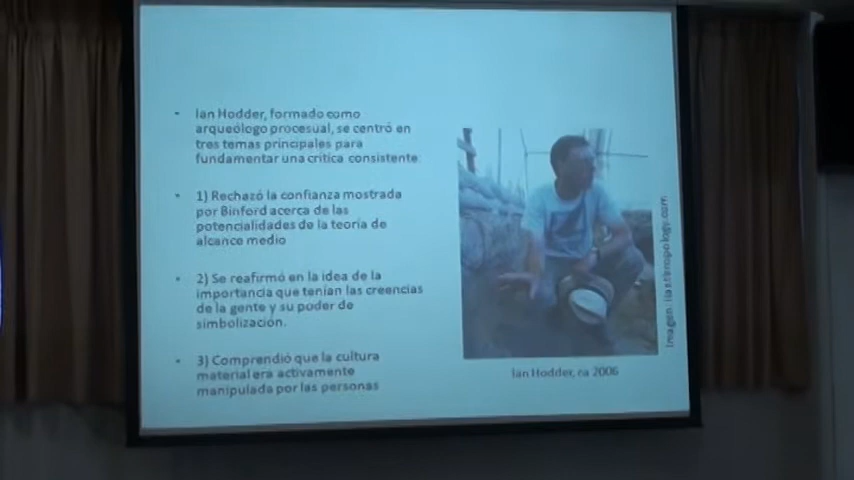 Ian Hodder, formado como
arqueólogo procesual, se centró en
tres temas principales para
fundamentar una crítica consistente
1) Rechazó la confianza mostrada
por Binford acerca de las
potencialidades de la teoría de
alcance medio
2) Se reafirmó en la idea de la
importancia que tenían las creencias
de la gente y su poder de
simbolización.
3) Comprendió que la cultura
material era activamente
manipulada por las personas
Ian Hodder, ca 2006